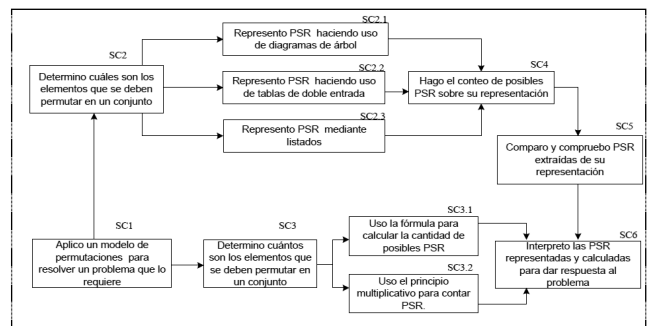 SC2.1
Represento PSR haciendo
uso de diagramas de árbol
SC2
Determino cuáles son los
elementos que se deben
permutar en un conjunto
SC2.2
Represento PSR haciendo uso
de tablas de doble entrada
SC2.3
Represento PSR mediante
listados
SC4
Hago el conteo de posibles
PSR sobre su representación
SC5
Comparo y compruebo PSR
extraídas de su
representación
SC1
Aplico un modelo de
permutaciones para
resolver un problema que lo
requiere
SC3
Determino cuántos
son los elementos que
se deben permutar en
un conjunto
SC3.1
Uso la fórmula para
calcular la cantidad de
posibles PSR
SC3.2
Uso el principio
multiplicativo para contar
PSR.
SC6
Interpreto las PSR
representadas y calculadas
para dar respuesta al
problema